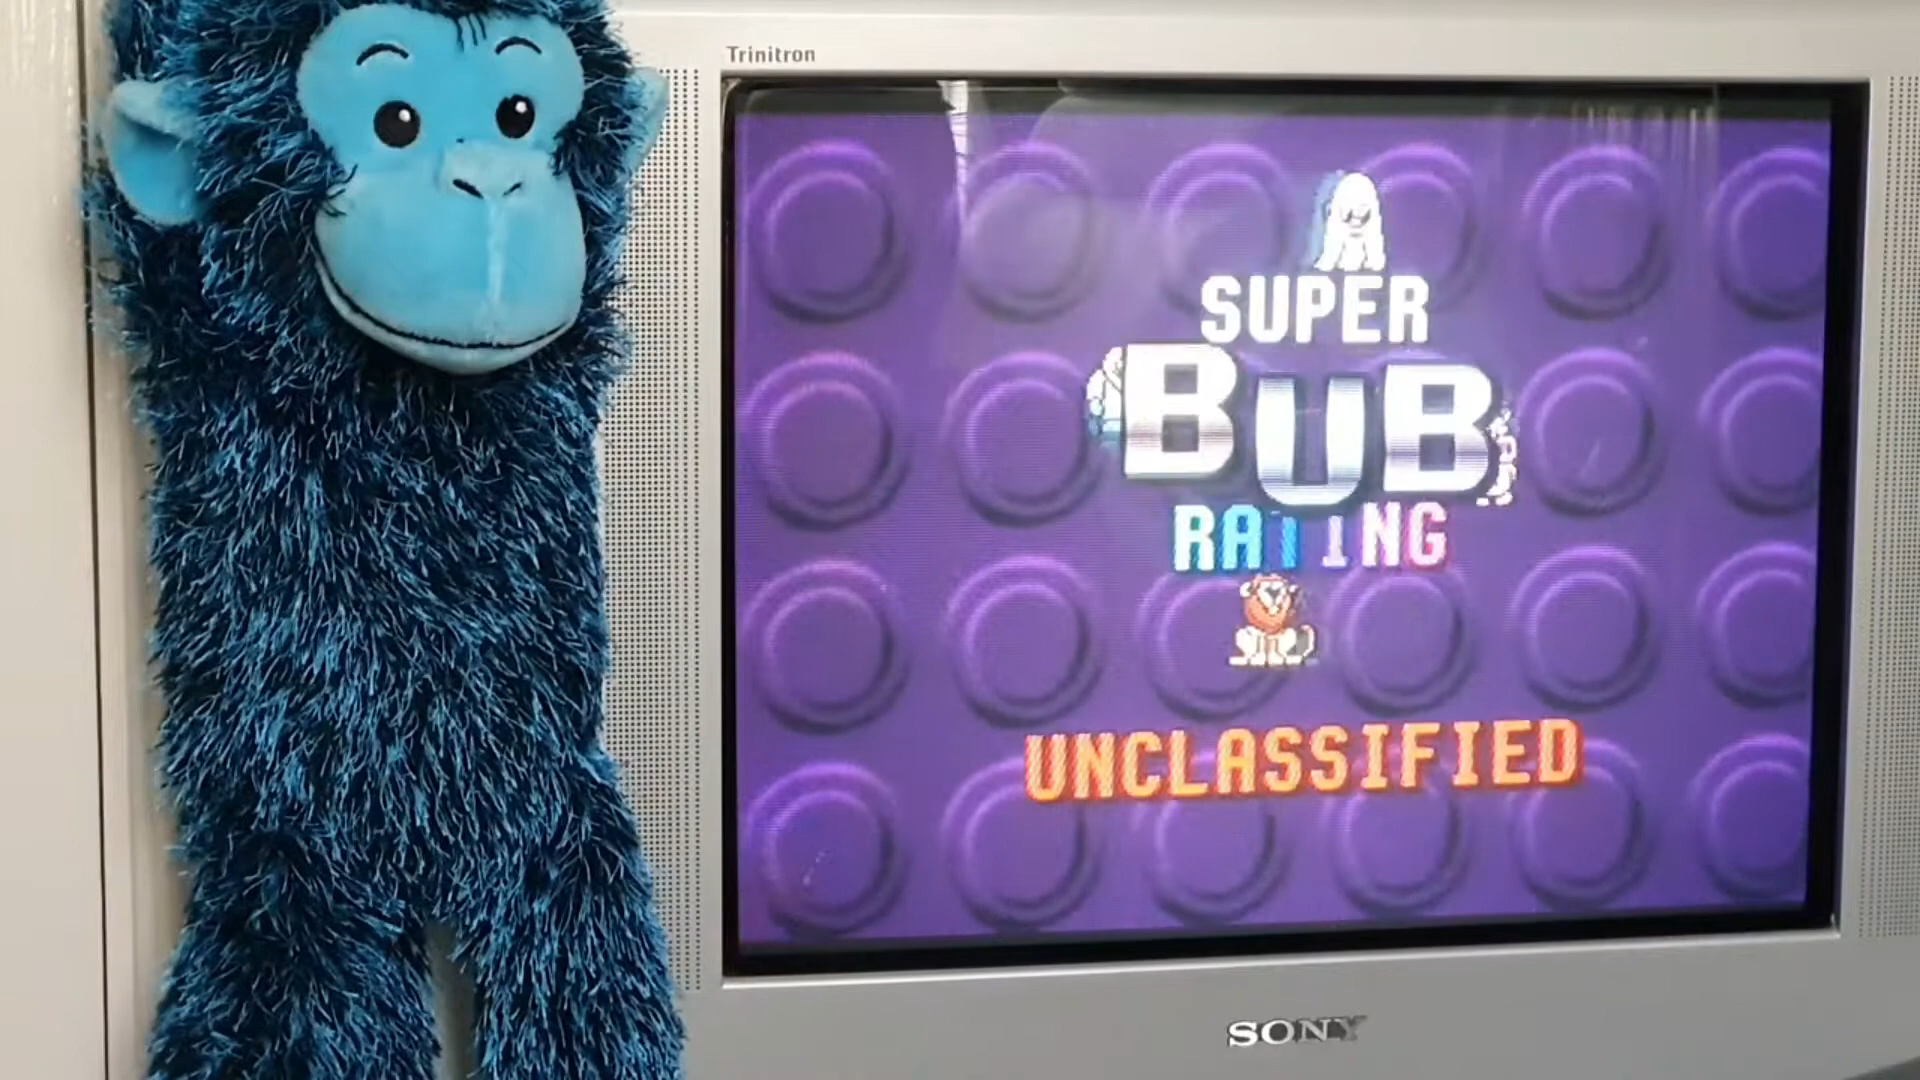 Trinitron
SUPER
BUB
RATING
UNCLASSIFIED
SONY